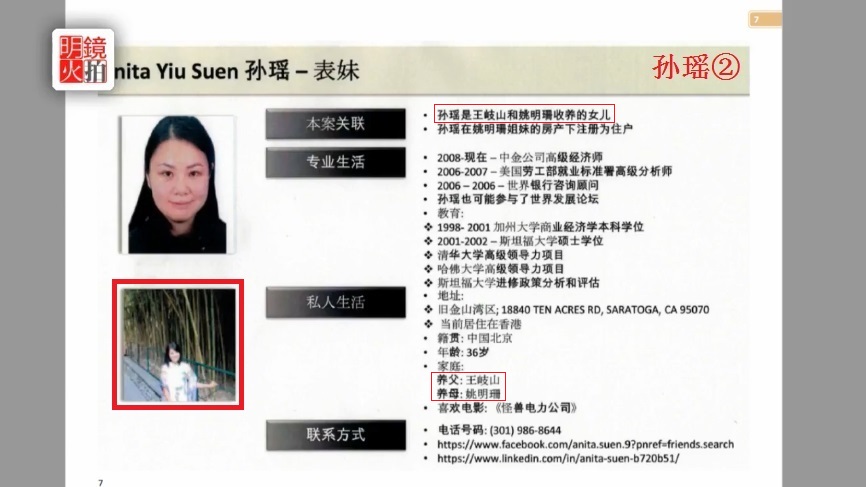 7
明鏡
火拍
nita Yiu Suen 孙瑶 – 表妹
孙瑶②
本案关联
• 孙瑶是王岐山和姚明珊收养的女儿
• 孙瑶在姚明珊姐妹的房产下注册为住户
专业生活
• 2008-现在 – 中金公司高级经济师
• 2006-2007 – 美国劳工部就业标准署高级分析师
• 2006 – 2006 – 世界银行咨询顾问
• 孙瑶也可能参与了世界发展论坛
• 教育:
❖ 1998- 2001 加州大学商业经济学本科学位
❖ 2001-2002 – 斯坦福大学硕士学位
❖ 清华大学高级领导力项目
❖ 哈佛大学高级领导力项目
❖ 斯坦福大学进修政策分析和评估
私人生活
• 地址:
❖ 旧金山湾区; 18840 TEN ACRES RD, SARATOGA, CA 95070
❖ 当前居住在香港
• 籍贯: 中国北京
• 年龄: 36岁
• 家庭:
养父: 王岐山
养母: 姚明珊
• 喜欢电影: 《怪兽电力公司》
联系方式
• 电话号码: (301) 986-8644
• https://www.facebook.com/anita.suen.9?pnref=friends.search
• https://www.linkedin.com/in/anita-suen-b720b51/
7